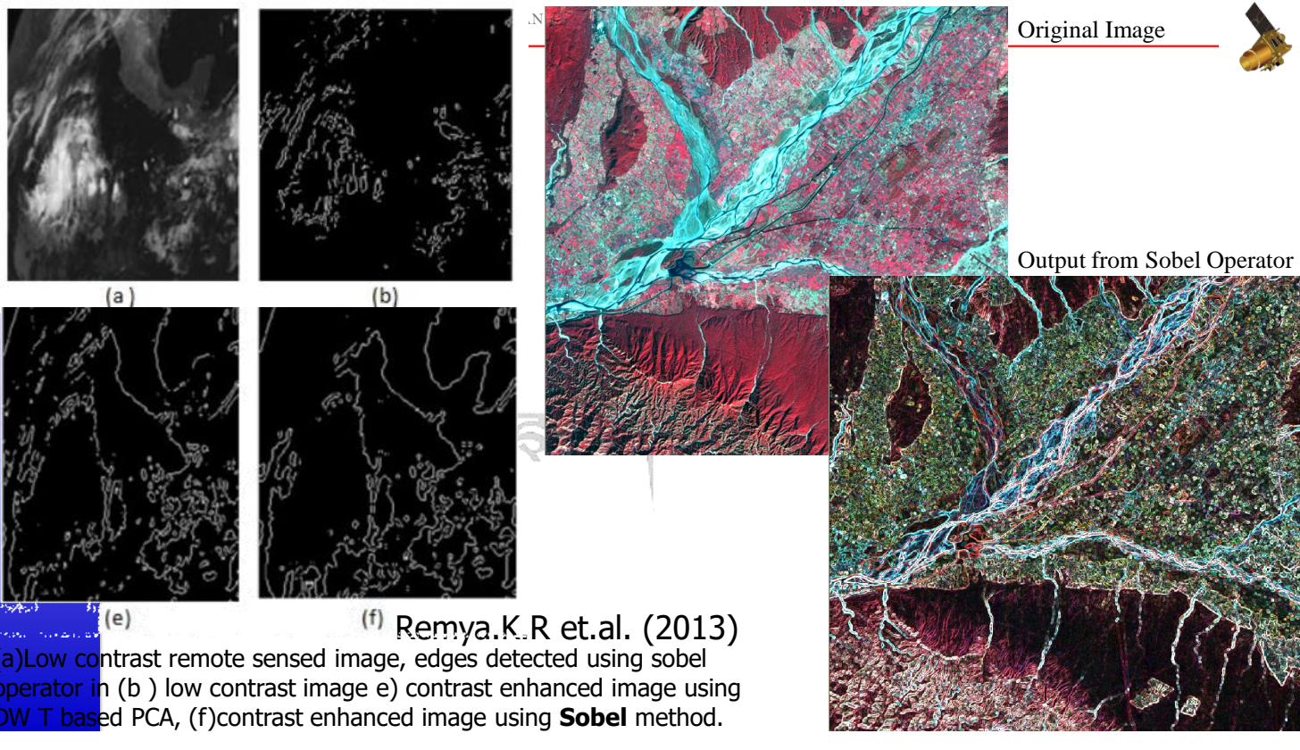 Original Image
(a )
(b)
Output from Sobel Operator
(e)
(f)
Remya.K.R et.al. (2013)
(a)Low contrast remote sensed image, edges detected using sobel
operator in (b ) low contrast image e) contrast enhanced image using
DW T based PCA, (f)contrast enhanced image using Sobel method.